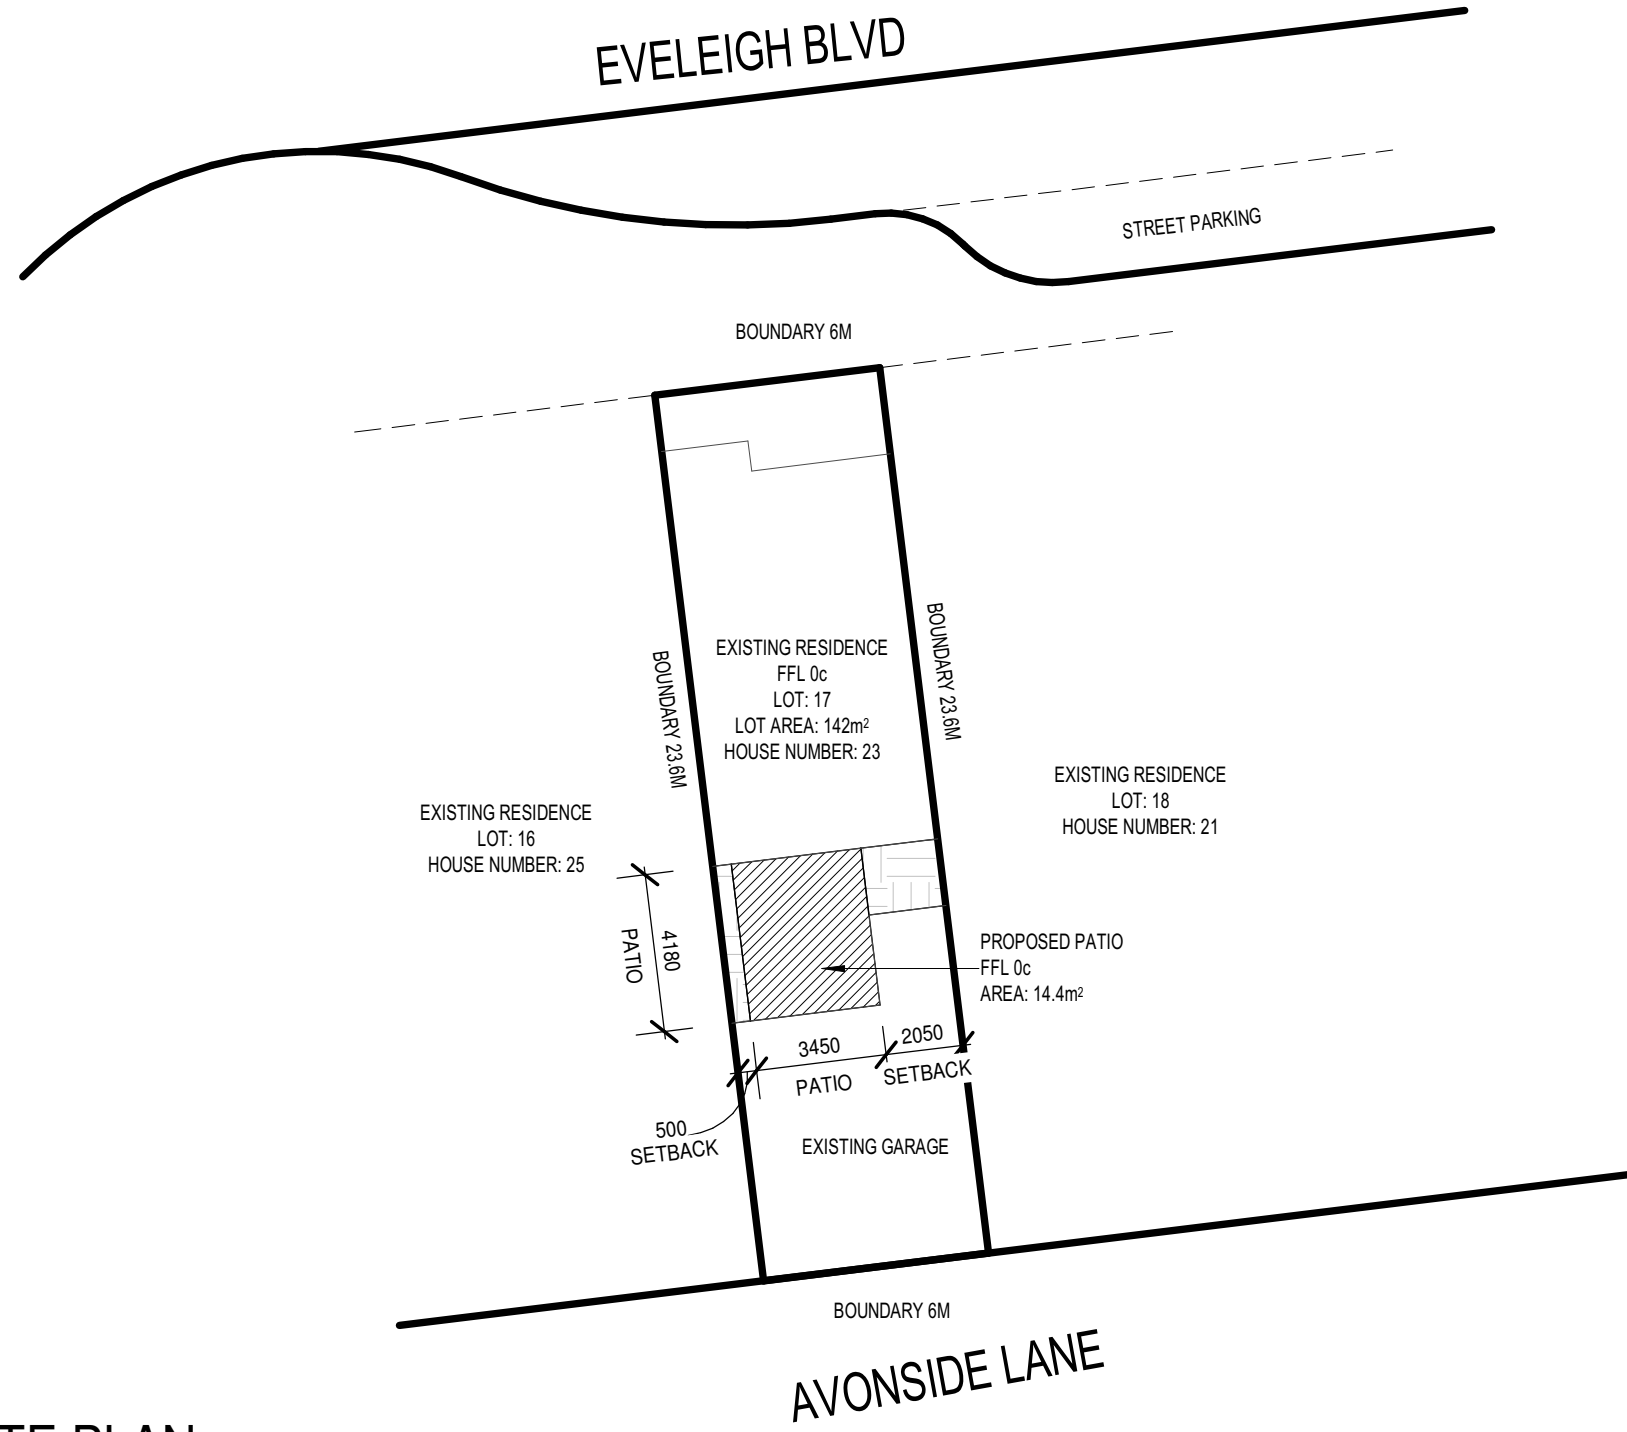 EVELEIGH BLVD
STREET PARKING
BOUNDARY 6M
BOUNDARY 23.6M
EXISTING RESIDENCE
FFL 0c
LOT: 17
LOT AREA: 142m²
HOUSE NUMBER: 23
BOUNDARY 23.6M
EXISTING RESIDENCE
LOT: 16
HOUSE NUMBER: 25
EXISTING RESIDENCE
LOT: 18
HOUSE NUMBER: 21
4180
PATIO
PROPOSED PATIO
FFL 0c
AREA: 14.4m²
3450
PATIO
2050
SETBACK
500
SETBACK
EXISTING GARAGE
BOUNDARY 6M
AVONSIDE LANE
PLAN